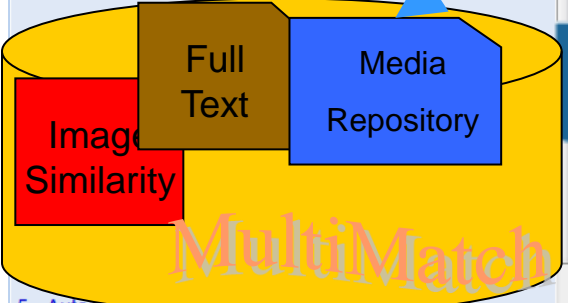 Full
Text
Media
Repository
Image
Similarity
MultiMatch